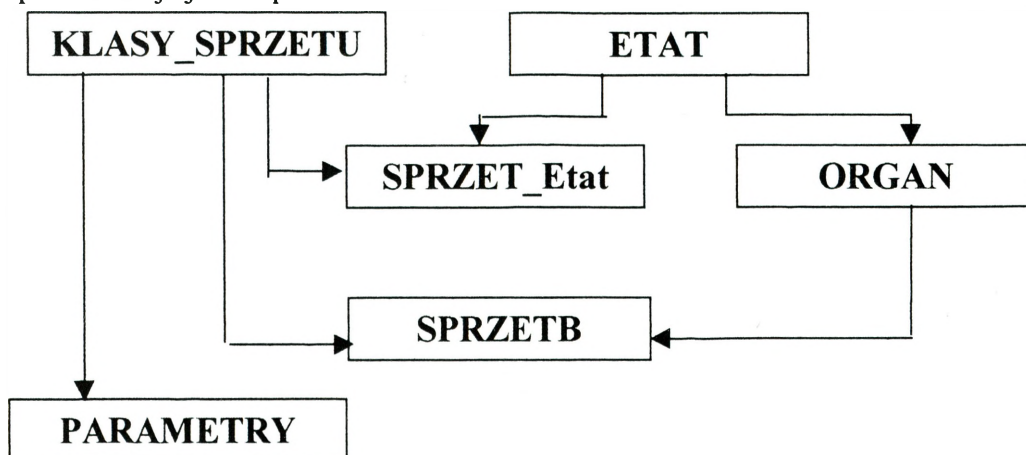 KLASY_SPRZETU
ETAT
SPRZET_Etat
ORGAN
SPRZETB
PARAMETRY